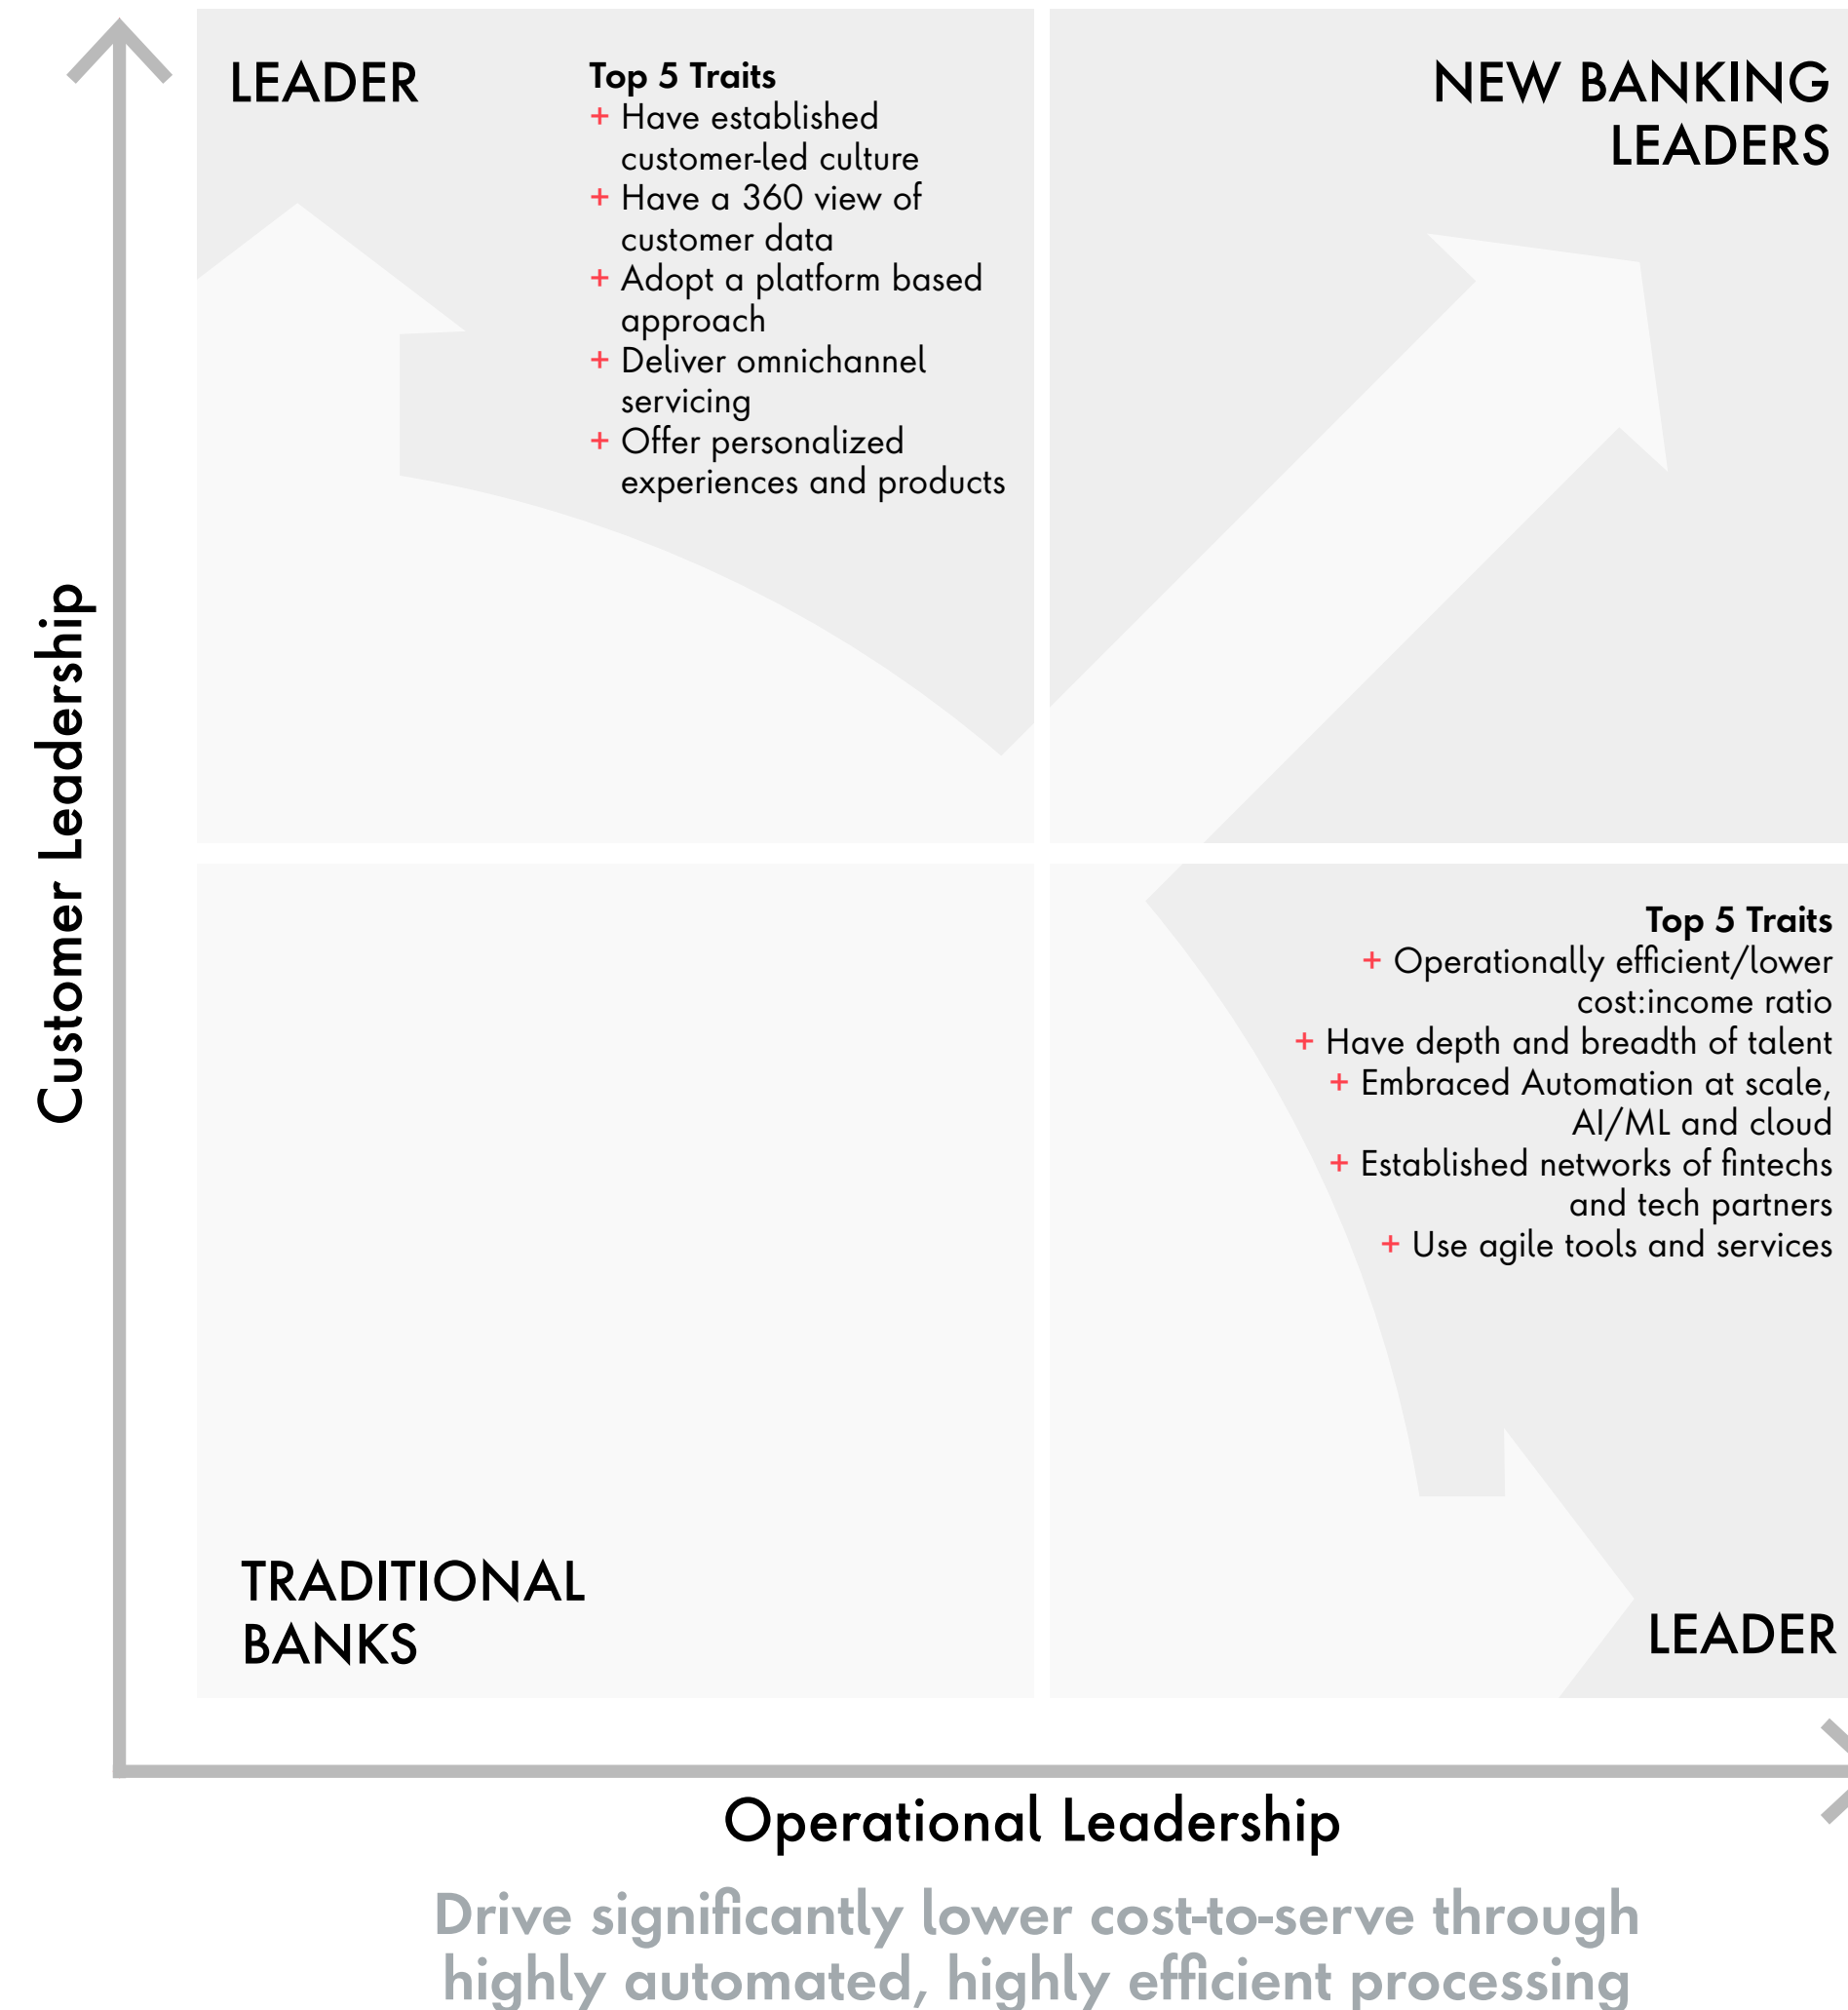 LEADER
Top 5 Traits
+ Have established
customer-led culture
+ Have a 360 view of
customer data
+ Adopt a platform based
approach
+ Deliver omnichannel
servicing
+ Offer personalized
experiences and products
NEW BANKING
LEADERS
Customer Leadership
Top 5 Traits
+ Operationally efficient/lower
cost:income ratio
+ Have depth and breadth of talent
+ Embraced Automation at scale,
AI/ML and cloud
+ Established networks of fintechs
and tech partners
+ Use agile tools and services
TRADITIONAL
BANKS
LEADER
Operational Leadership
Drive significantly lower cost-to-serve through
highly automated, highly efficient processing